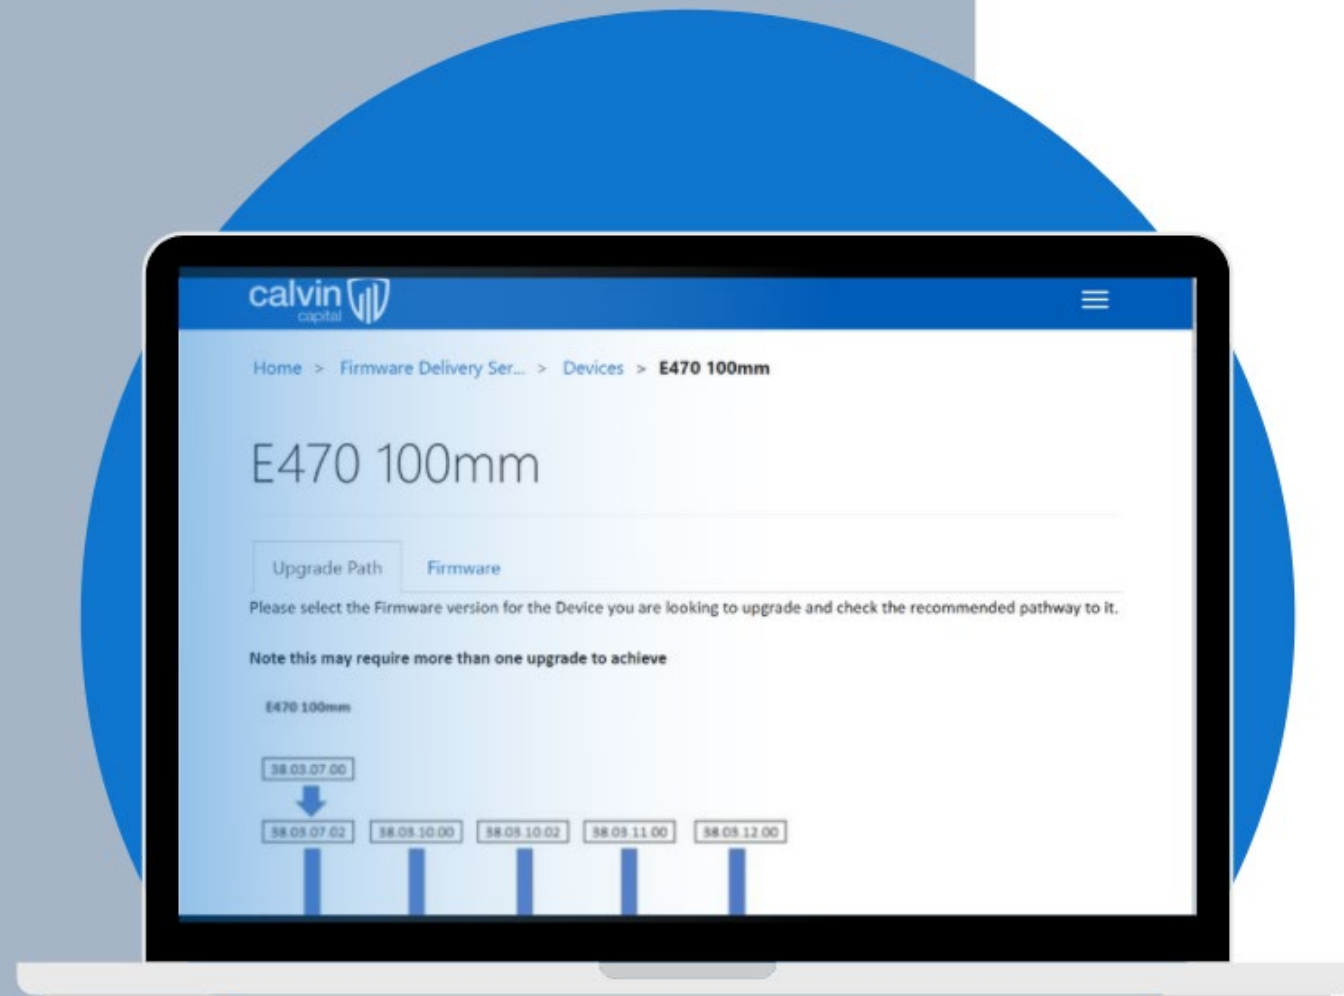 calvin
capital
Home > Firmware Delivery Ser... > Devices > E470 100mm
E470 100mm
Upgrade Path Firmware
Please select the Firmware version for the Device you are looking to upgrade and check the recommended pathway to it.
Note this may require more than one upgrade to achieve
E470 100mm
38.03.07.00
38.03.07.02 38.03.10.00 38.03.10.02 38.03.11.00 38.03.12.00